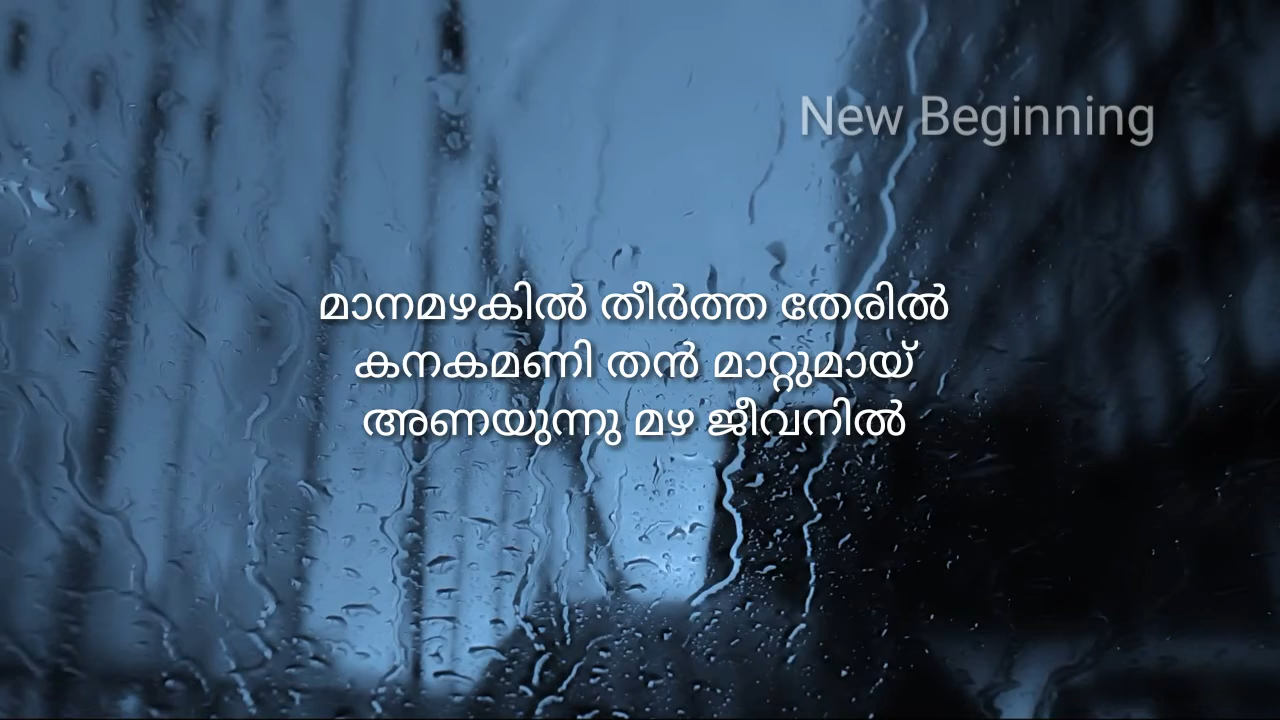 New Beginning
മാനമഴകിൽ തീർത്ത തേരിൽ
കനകമണി തൻ മാറ്റുമായ്
അണയുന്നു മഴ ജീവനിൽ